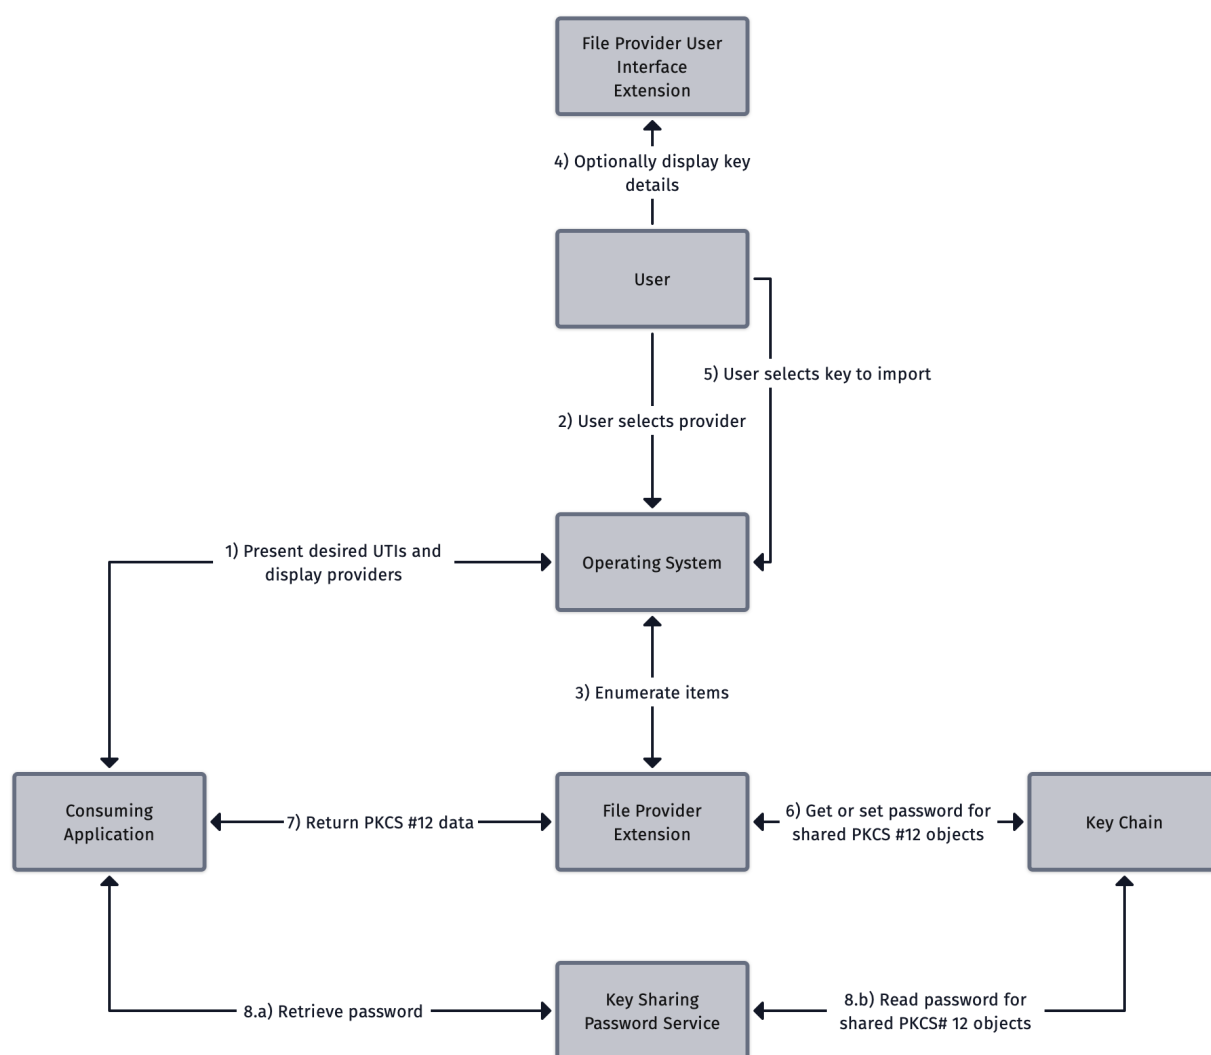 File Provider User
Interface
Extension
4) Optionally display key
details
User
5) User selects key to import
2) User selects provider
1) Present desired UTIs and
display providers
Operating System
3) Enumerate items
Consuming
Application
7) Return PKCS #12 data
File Provider
Extension
6) Get or set password for
shared PKCS #12 objects
Key Chain
8.a) Retrieve password
Key Sharing
Password Service
8.b) Read password for
shared PKCS# 12 objects